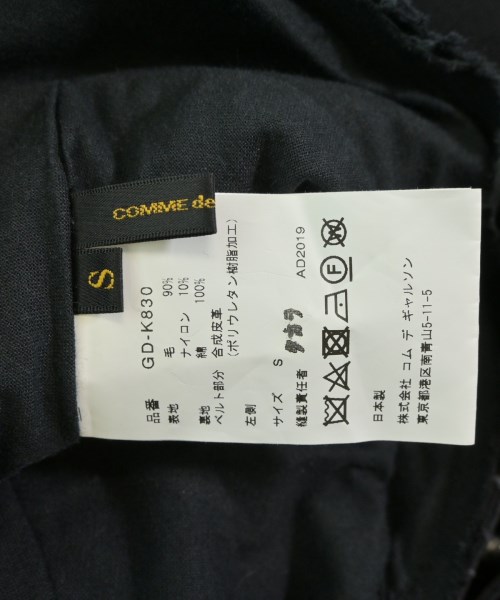 COMME de
S
品番 GD-K830
表地 毛 90%
ナイロン 10%
裏地 綿 100%
ベルト部分 合成皮革
(ポリウレタン樹脂加工)
左側
サイズ S AD2019
縫製責任者 タカラ
日本製
株式会社 コム デ ギャルソン
東京都港区南青山5-11-5